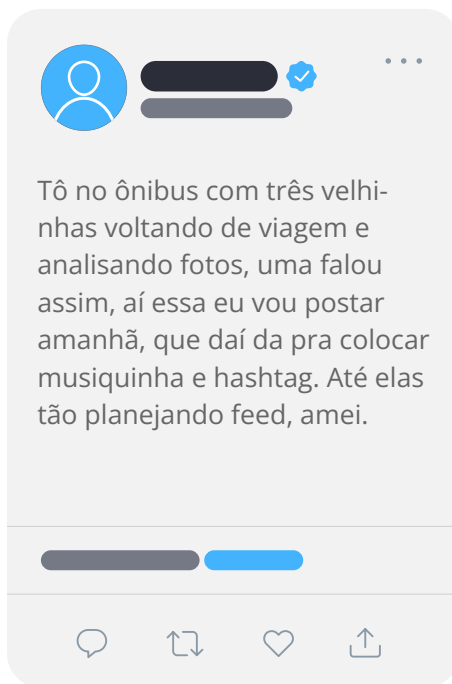 Tô no ônibus com três velhi-
nhas voltando de viagem e
analisando fotos, uma falou
assim, aí essa eu vou postar
amanhã, que daí da pra colocar
musiquinha e hashtag. Até elas
tão planejando feed, amei.